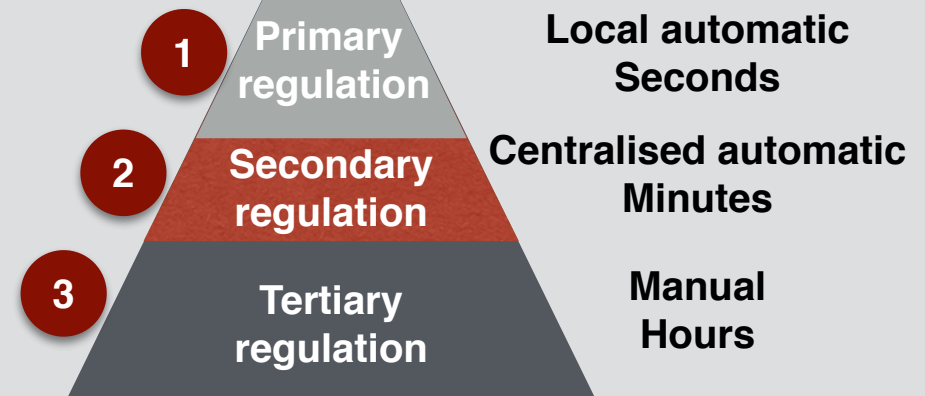 1
Primary
regulation
Local automatic
Seconds
2
Secondary
regulation
Centralised automatic
Minutes
3
Tertiary
regulation
Manual
Hours